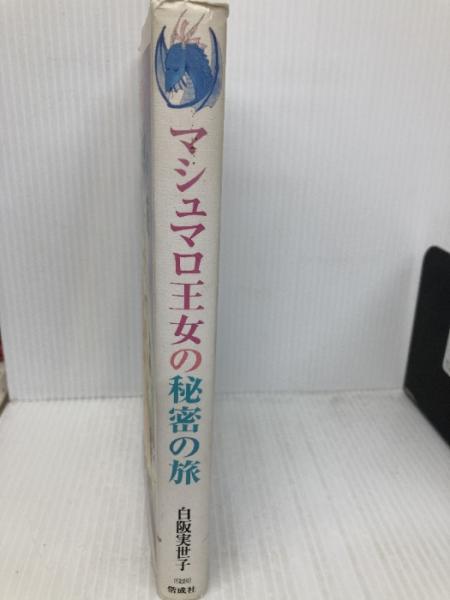 マシュマロ王女の秘密の旅
白阪実世子
偕成社